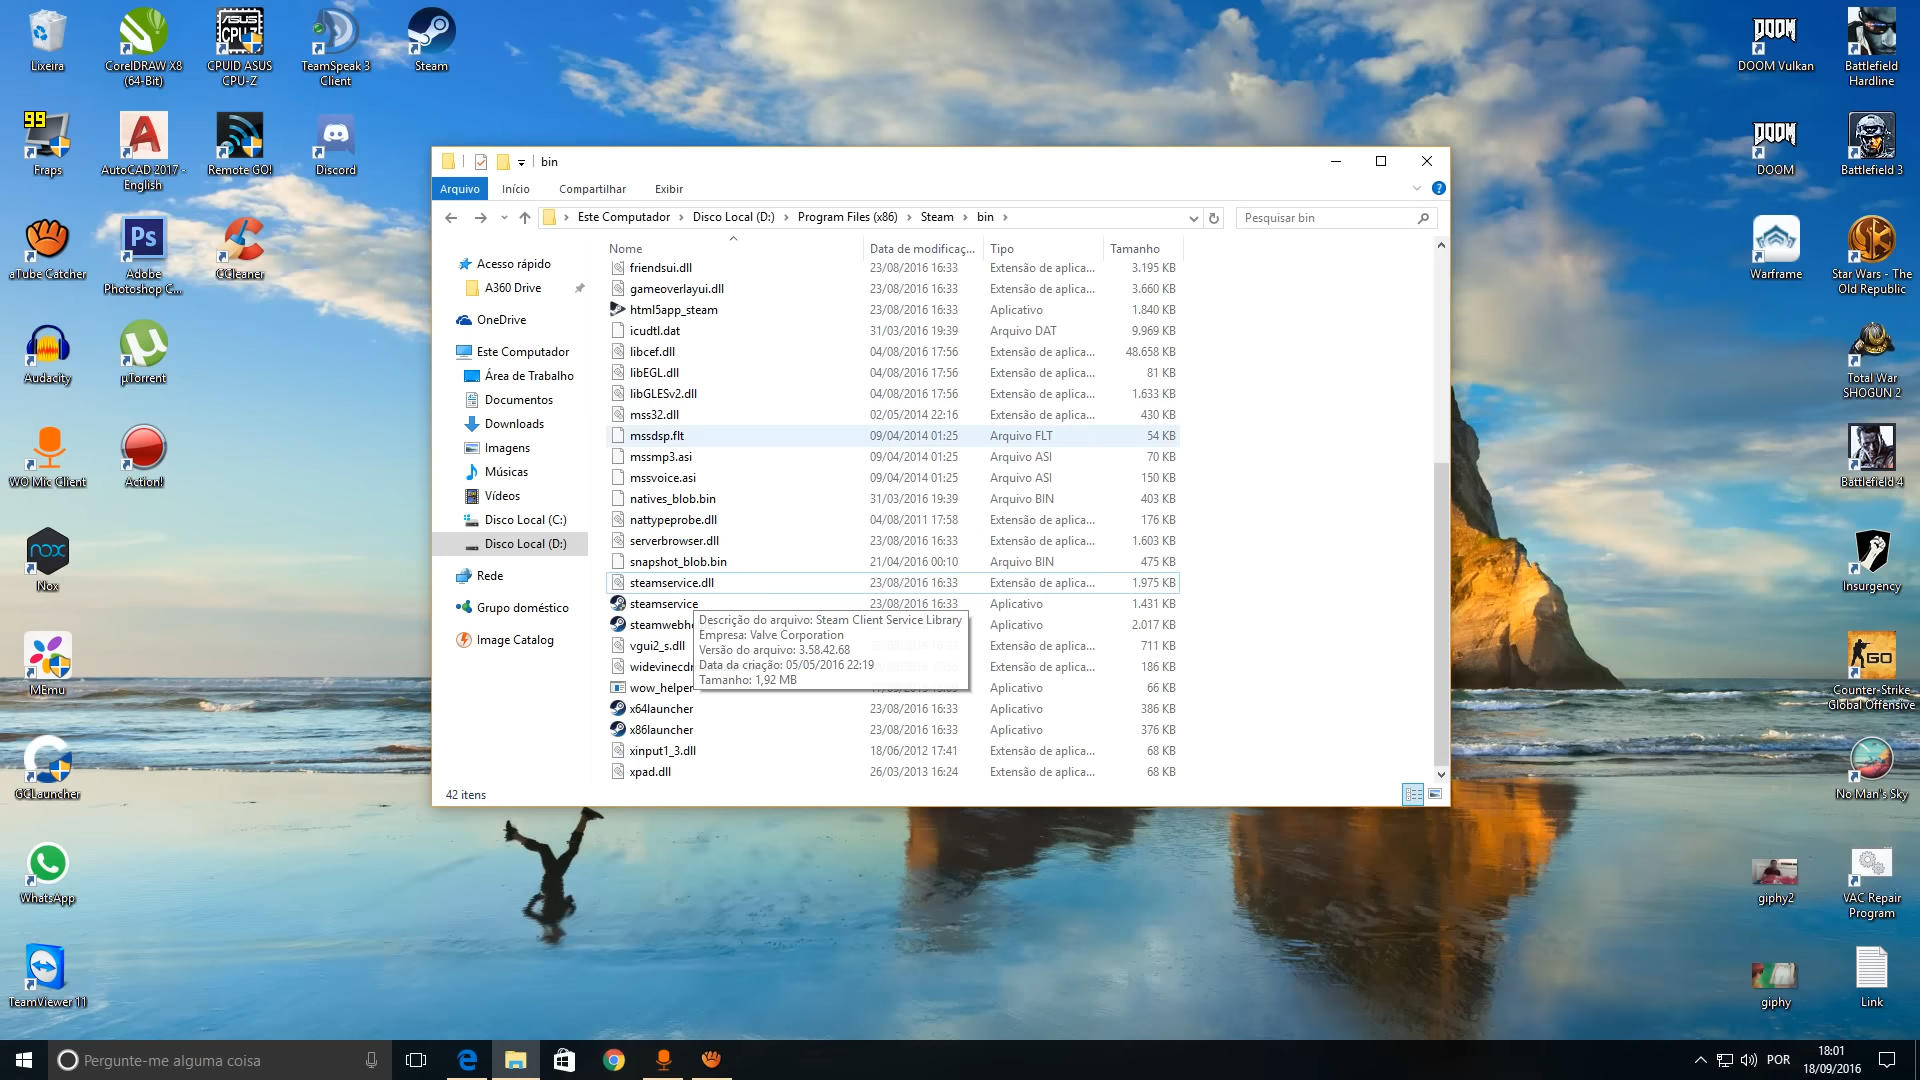 Lixeira
CorelDRAW X8
(64-Bit)
CPUID ASUS
CPU-Z
TeamSpeak 3
Client
Steam
DOOM Vulkan
Battlefield
Hardline
99
Fraps
AutoCAD 2017 -
English
Remote GO!
Discord
DOOM
Battlefield 3
aTube Catcher
Adobe
Photoshop C...
CCleaner
Warframe
Star Wars - The
Old Republic
Audacity
µTorrent
Total War
SHOGUN 2
WO Mic Client
Action!
Battlefield 4
Nox
Insurgency
MEmu
Counter-Strike
Global Offensive
GCLauncher
No Man's Sky
WhatsApp
giphy2
VAC Repair
Program
TeamViewer 11
giphy
Link
bin
Arquivo Início Compartilhar Exibir
Este Computador Disco Local (D:) Program Files (x86) Steam bin
Pesquisar bin
Acesso rápido
A360 Drive
OneDrive
Este Computador
Área de Trabalho
Documentos
Downloads
Imagens
Músicas
Vídeos
Disco Local (C:)
Disco Local (D:)
Rede
Grupo doméstico
Image Catalog
Nome Data de modificaç... Tipo Tamanho
friendsui.dll 23/08/2016 16:33 Extensão de aplica... 3.195 KB
gameoverlayui.dll 23/08/2016 16:33 Extensão de aplica... 3.660 KB
html5app_steam 23/08/2016 16:33 Aplicativo 1.840 KB
icudtl.dat 31/03/2016 19:39 Arquivo DAT 9.969 KB
libcef.dll 04/08/2016 17:56 Extensão de aplica... 48.658 KB
libEGL.dll 04/08/2016 17:56 Extensão de aplica... 81 KB
libGLESv2.dll 04/08/2016 17:56 Extensão de aplica... 1.633 KB
mss32.dll 02/05/2014 22:16 Extensão de aplica... 430 KB
mssdsp.flt 09/04/2014 01:25 Arquivo FLT 54 KB
mssmp3.asi 09/04/2014 01:25 Arquivo ASI 70 KB
mssvoice.asi 09/04/2014 01:25 Arquivo ASI 150 KB
natives_blob.bin 31/03/2016 19:39 Arquivo BIN 403 KB
nattypeprobe.dll 04/08/2011 17:58 Extensão de aplica... 176 KB
serverbrowser.dll 23/08/2016 16:33 Extensão de aplica... 1.603 KB
snapshot_blob.bin 21/04/2016 00:10 Arquivo BIN 475 KB
steamservice.dll 23/08/2016 16:33 Extensão de aplica... 1.975 KB
steamservice 23/08/2016 16:33 Aplicativo 1.431 KB
steamwebh Aplicativo 2.017 KB
vgui2_s.dll Extensão de aplica... 711 KB
widevinecdr Extensão de aplica... 186 KB
wow_helper Aplicativo 66 KB
x64launcher 23/08/2016 16:33 Aplicativo 386 KB
x86launcher 23/08/2016 16:33 Aplicativo 376 KB
xinput1_3.dll 18/06/2012 17:41 Extensão de aplica... 68 KB
xpad.dll 26/03/2013 16:24 Extensão de aplica... 68 KB
Descrição do arquivo: Steam Client Service Library
Empresa: Valve Corporation
Versão do arquivo: 3.58.42.68
Data da criação: 05/05/2016 22:19
Tamanho: 1,92 MB
42 itens
Pergunte-me alguma coisa
POR
18:01
18/09/2016